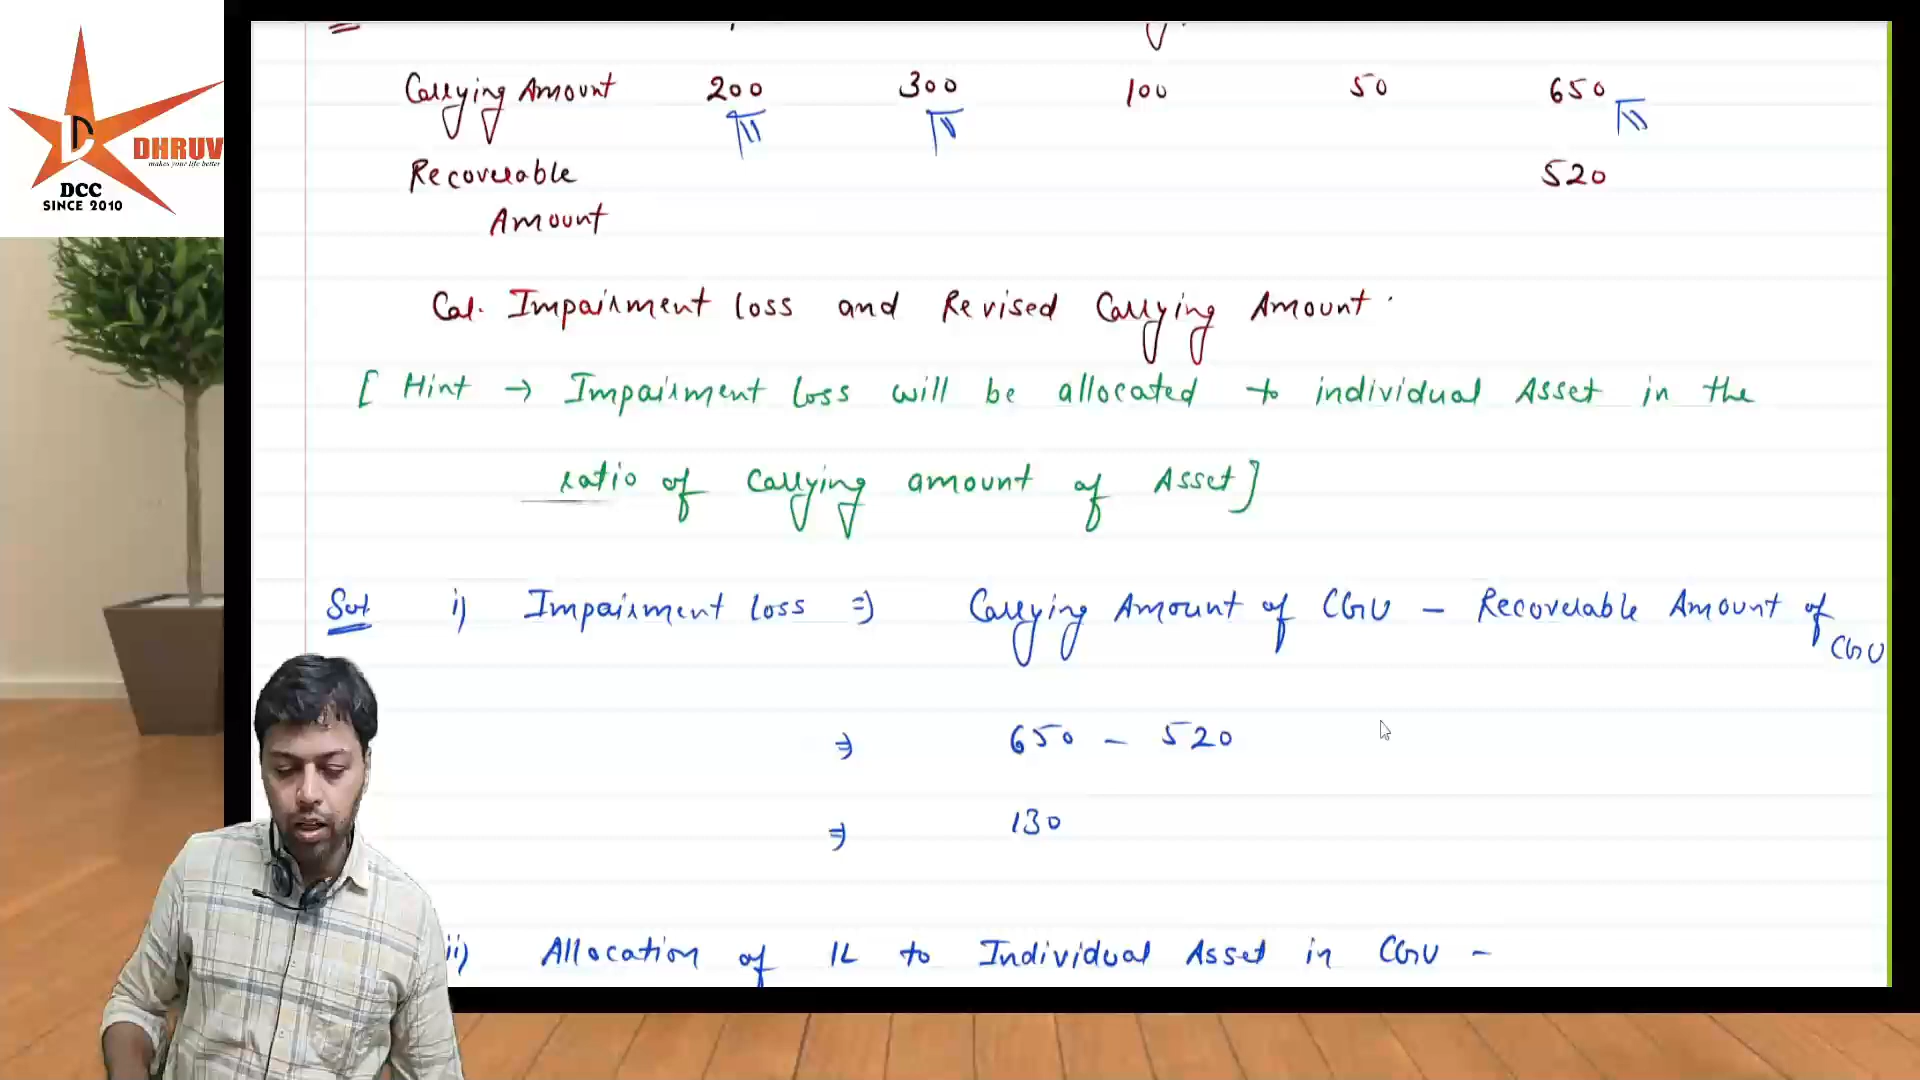 DHRUV
makes your life better
DC
DCC
SINCE 2010
Carrying Amount 200 300 100 50 650
Recoverable 520
Amount
Cal. Impairment loss and Revised Carrying Amount.
[ Hint → Impairment loss will be allocated to individual Asset in the
ratio of carrying amount of Asset]
Sol i) Impairment loss ⇒ Carrying Amount of CGU - Recoverable Amount of
CGU
⇒ 650 - 520
⇒ 130
ii) Allocation of IL to Individual Asset in CGU -